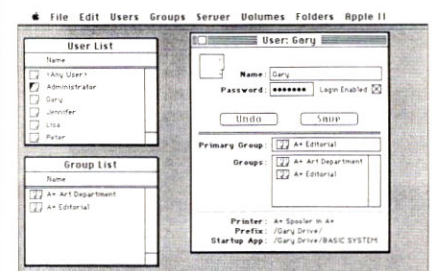 File Edit Users Groups Server Volumes Folders Apple II
User List
Name
<Any User>
Administrator
Gary
Jennifer
Lisa
Peter
Group List
Name
A+ Art Department
A+ Editorial
User: Gary
Name: Gary
Password: ••••••• Login Enabled
Undo Save
Primary Group: A+ Editorial
Groups: A+ Art Department
A+ Editorial
Printer: A+ Spooler in A+
Prefix: /Gary Drive/
Startup App: /Gary Drive/BASIC SYSTEM